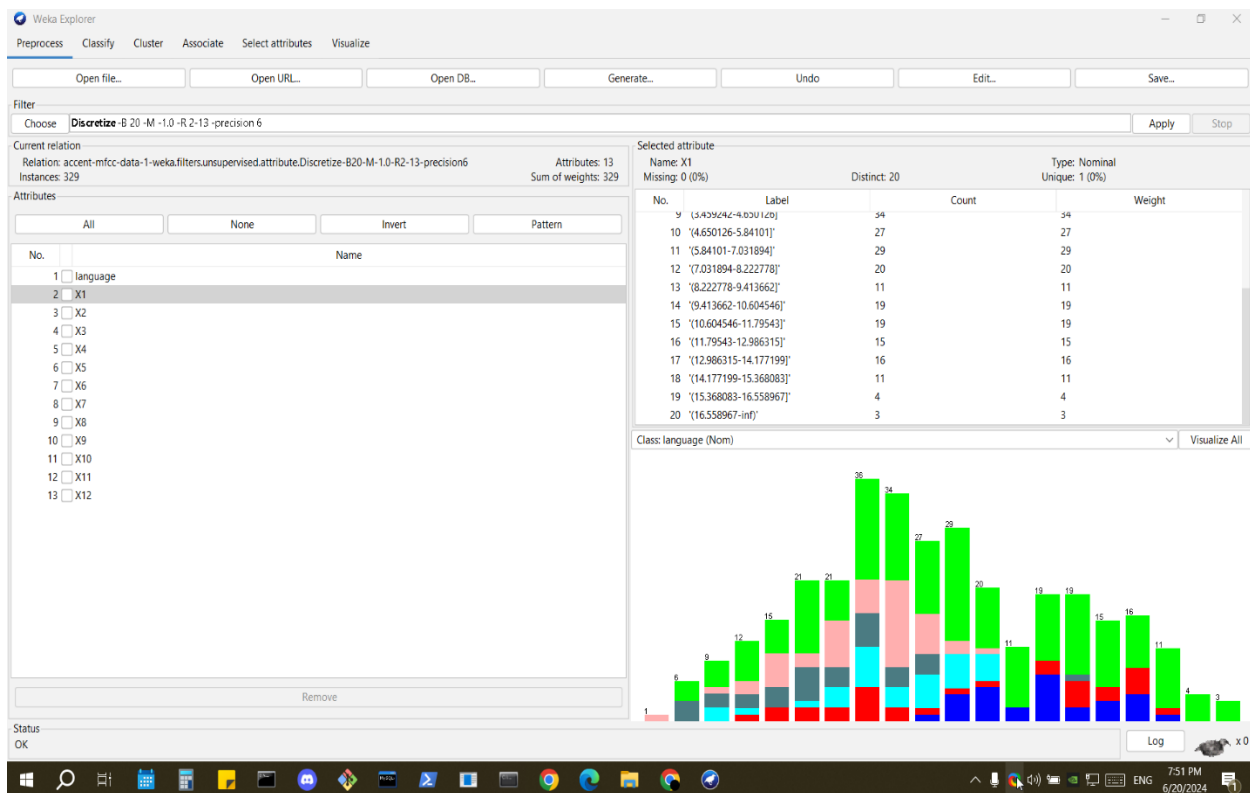 Weka Explorer
Preprocess Classify Cluster Associate Select attributes Visualize
Open file... Open URL... Open DB... Generate... Undo Edit... Save...
Filter
Choose Discretize -B 20 -M -1.0 -R 2-13 -precision 6 Apply Stop
Current relation
Relation: accent-mfcc-data-1-weka.filters.unsupervised.attribute.Discretize-B20-M-1.0-R2-13-precision6 Attributes: 13
Instances: 329 Sum of weights: 329
Attributes
All None Invert Pattern
No. Name
1 language
2 X1
3 X2
4 X3
5 X4
6 X5
7 X6
8 X7
9 X8
10 X9
11 X10
12 X11
13 X12
Remove
Selected attribute
Name: X1 Type: Nominal
Missing: 0 (0%) Distinct: 20 Unique: 1 (0%)
No. Label Count Weight
9 '(3.459242-4.650126]' 34 34
10 '(4.650126-5.84101]' 27 27
11 '(5.84101-7.031894]' 29 29
12 '(7.031894-8.222778]' 20 20
13 '(8.222778-9.413662]' 11 11
14 '(9.413662-10.604546]' 19 19
15 '(10.604546-11.79543]' 19 19
16 '(11.79543-12.986315]' 15 15
17 '(12.986315-14.177199]' 16 16
18 '(14.177199-15.368083]' 11 11
19 '(15.368083-16.558967]' 4 4
20 '(16.558967-inf)' 3 3
Class: language (Nom) Visualize All
1 6 9 12 15 21 21 38 34 27 29 20 11 19 19 15 16 11 4 3
Status
OK
Log x 0
ENG 7:51 PM
6/20/2024
1